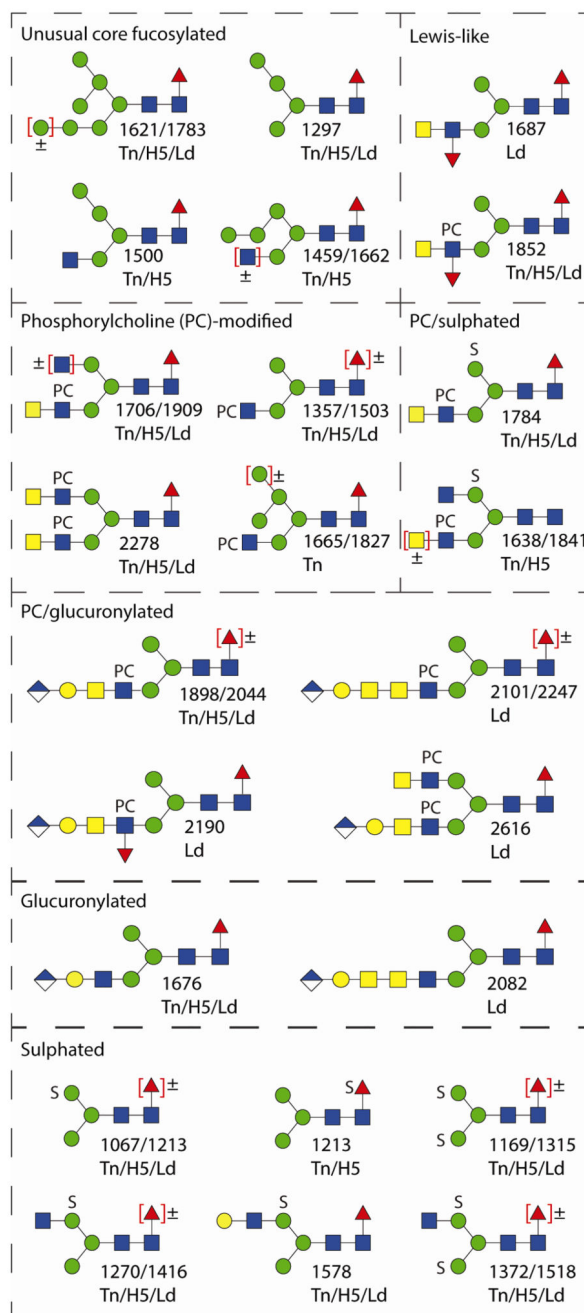 Unusual core fucosylated
±
1621/1783
Tn/H5/Ld
1297
Tn/H5/Ld
1500
Tn/H5
±
1459/1662
Tn/H5
Lewis-like
1687
Ld
PC
1852
Tn/H5/Ld
Phosphorylcholine (PC)-modified
±
PC
1706/1909
Tn/H5/Ld
±
PC
1357/1503
Tn/H5/Ld
PC
PC
2278
Tn/H5/Ld
±
PC
1665/1827
Tn
PC/sulphated
S
PC
1784
Tn/H5/Ld
S
PC
±
1638/1841
Tn/H5
PC/glucuronylated
±
PC
1898/2044
Tn/H5/Ld
±
PC
2101/2247
Ld
PC
2190
Ld
PC
PC
2616
Ld
Glucuronylated
1676
Tn/H5/Ld
2082
Ld
Sulphated
S
±
1067/1213
Tn/H5/Ld
S
1213
Tn/H5
S
±
S
1169/1315
Tn/H5/Ld
S
±
1270/1416
Tn/H5/Ld
S
1578
Tn/H5/Ld
S
±
S
1372/1518
Tn/H5/Ld